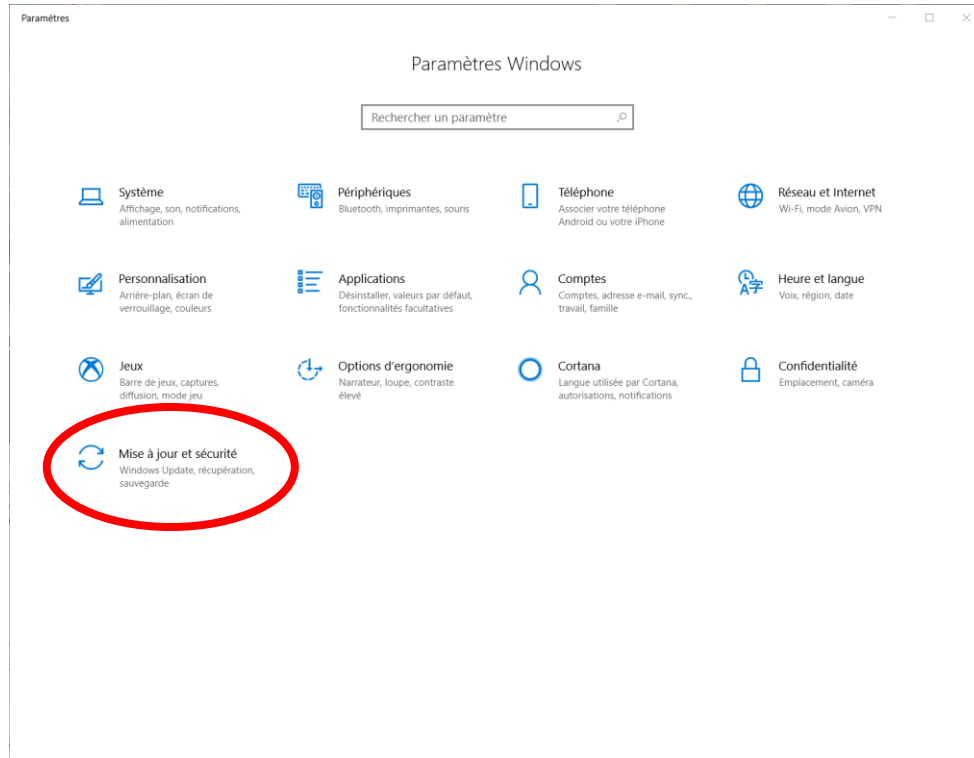 Paramètres
Paramètres Windows
Rechercher un paramètre
Système
Affichage, son, notifications,
alimentation
Périphériques
Bluetooth, imprimantes, souris
Téléphone
Associer votre téléphone
Android ou votre iPhone
Réseau et Internet
Wi-Fi, mode Avion, VPN
Personnalisation
Arrière-plan, écran de
verrouillage, couleurs
Applications
Désinstaller, valeurs par défaut,
fonctionnalités facultatives
Comptes
Comptes, adresse e-mail, sync.,
travail, famille
Heure et langue
Voix, région, date
Jeux
Barre de jeux, captures,
diffusion, mode jeu
Options d'ergonomie
Narrateur, loupe, contraste
élevé
Cortana
Langue utilisée par Cortana,
autorisations, notifications
Confidentialité
Emplacement, caméra
Mise à jour et sécurité
Windows Update, récupération,
sauvegarde